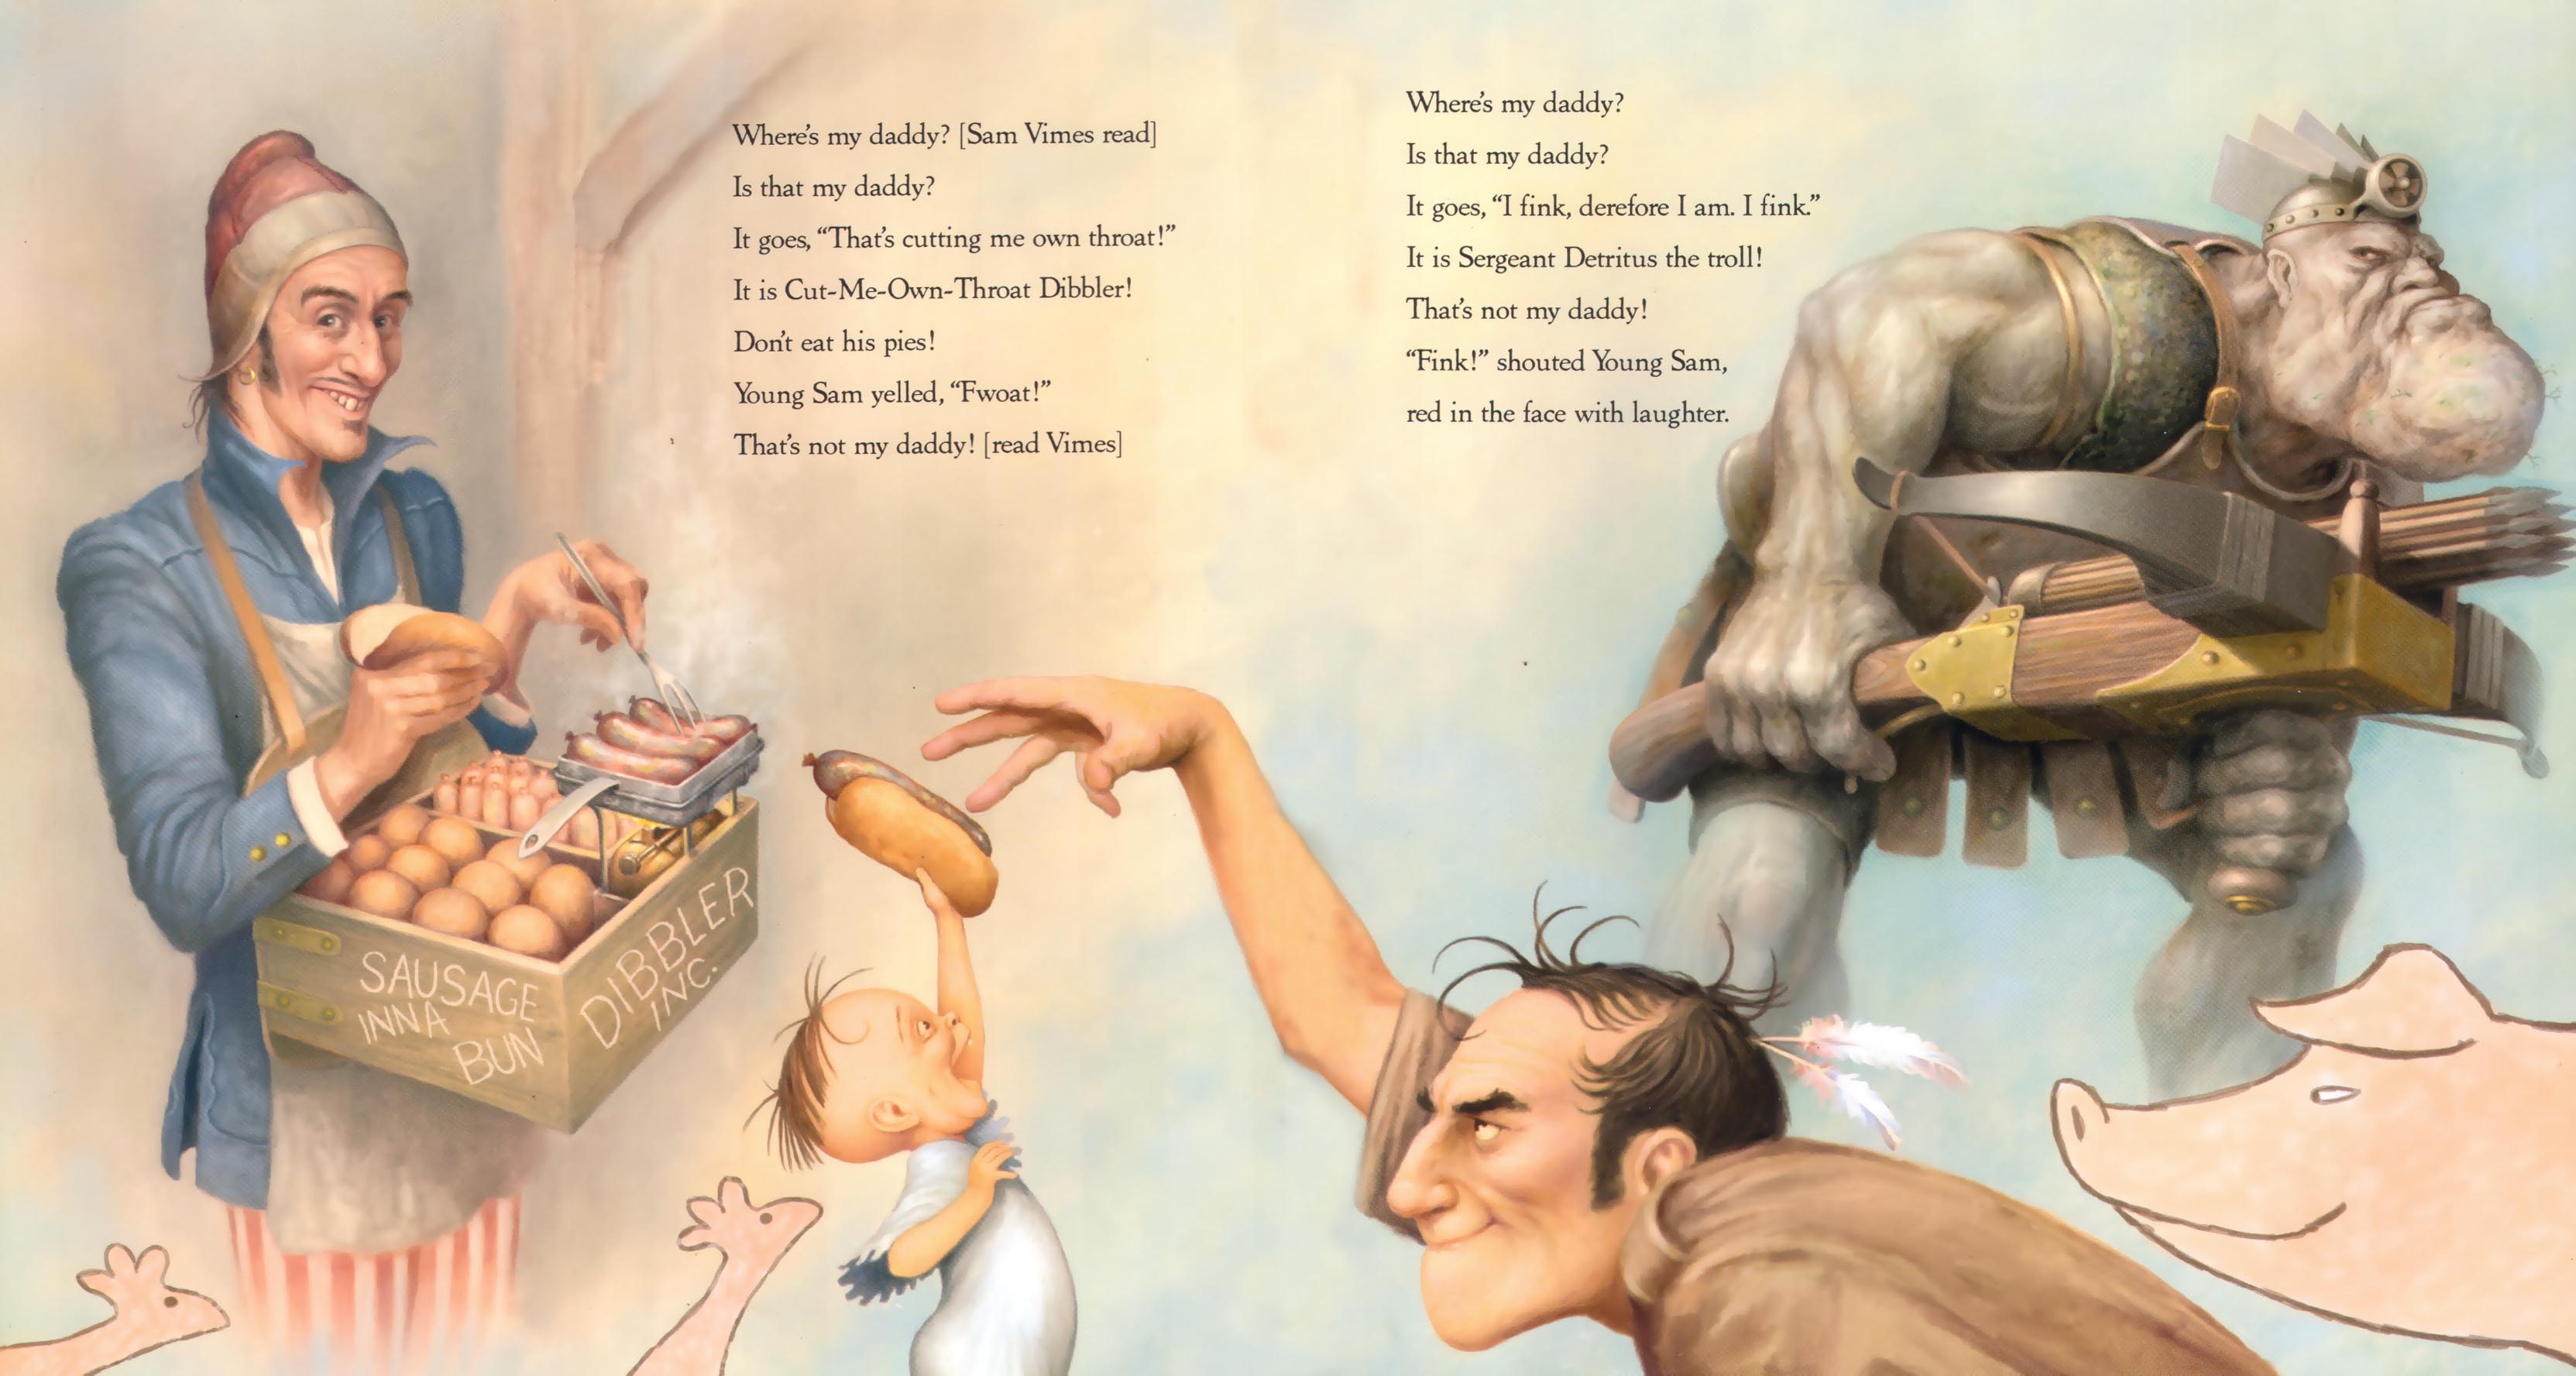 Where's my daddy? [Sam Vimes read]
Is that my daddy?
It goes, “That's cutting me own throat!”
It is Cut-Me-Own-Throat Dibbler!
Don't eat his pies!
Young Sam yelled, “Fwoat!”
That's not my daddy! [read Vimes]
Where's my daddy?
Is that my daddy?
It goes, “I fink, derefore I am. I fink.”
It is Sergeant Detritus the troll!
That's not my daddy!
“Fink!” shouted Young Sam,
red in the face with laughter.
SAUSAGE
INNA
BUN
DIBBLER
INC.